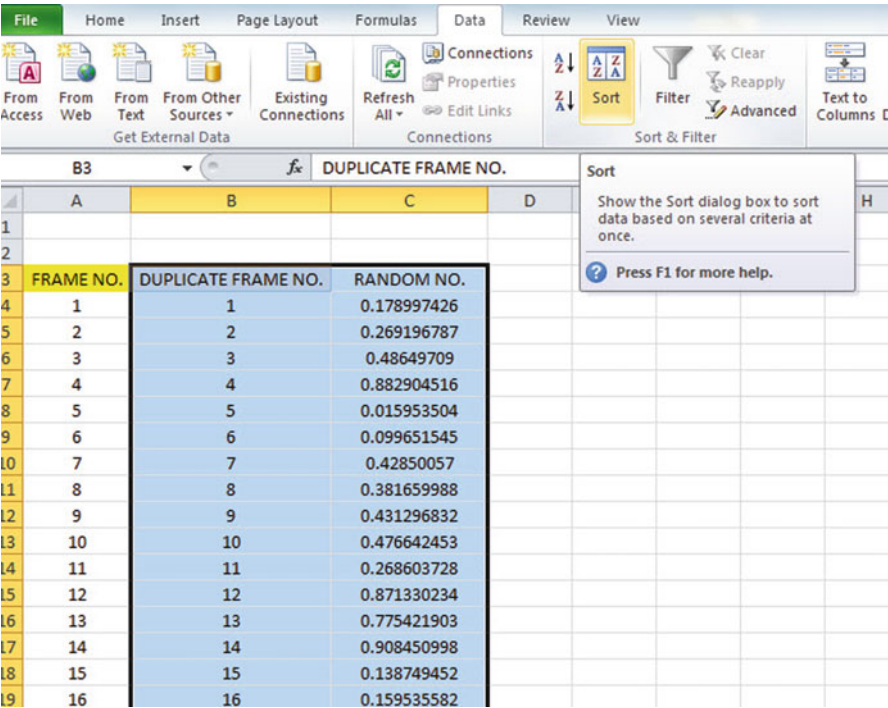 File Home Insert Page Layout Formulas Data Review View
From Access
From Web
From Text
From Other Sources
Existing Connections
Get External Data
Refresh All
Connections
Properties
Edit Links
Connections
A Z
Z A
Sort
Filter
Clear
Reapply
Advanced
Sort & Filter
Text to Columns
B3 fx DUPLICATE FRAME NO.
Sort
Show the Sort dialog box to sort
data based on several criteria at
once.
Press F1 for more help.
A B C D H
1
2
3 FRAME NO. DUPLICATE FRAME NO. RANDOM NO.
4 1 1 0.178997426
5 2 2 0.269196787
6 3 3 0.48649709
7 4 4 0.882904516
8 5 5 0.015953504
9 6 6 0.099651545
10 7 7 0.42850057
11 8 8 0.381659988
12 9 9 0.431296832
13 10 10 0.476642453
14 11 11 0.268603728
15 12 12 0.871330234
16 13 13 0.775421903
17 14 14 0.908450998
18 15 15 0.138749452
19 16 16 0.159535582